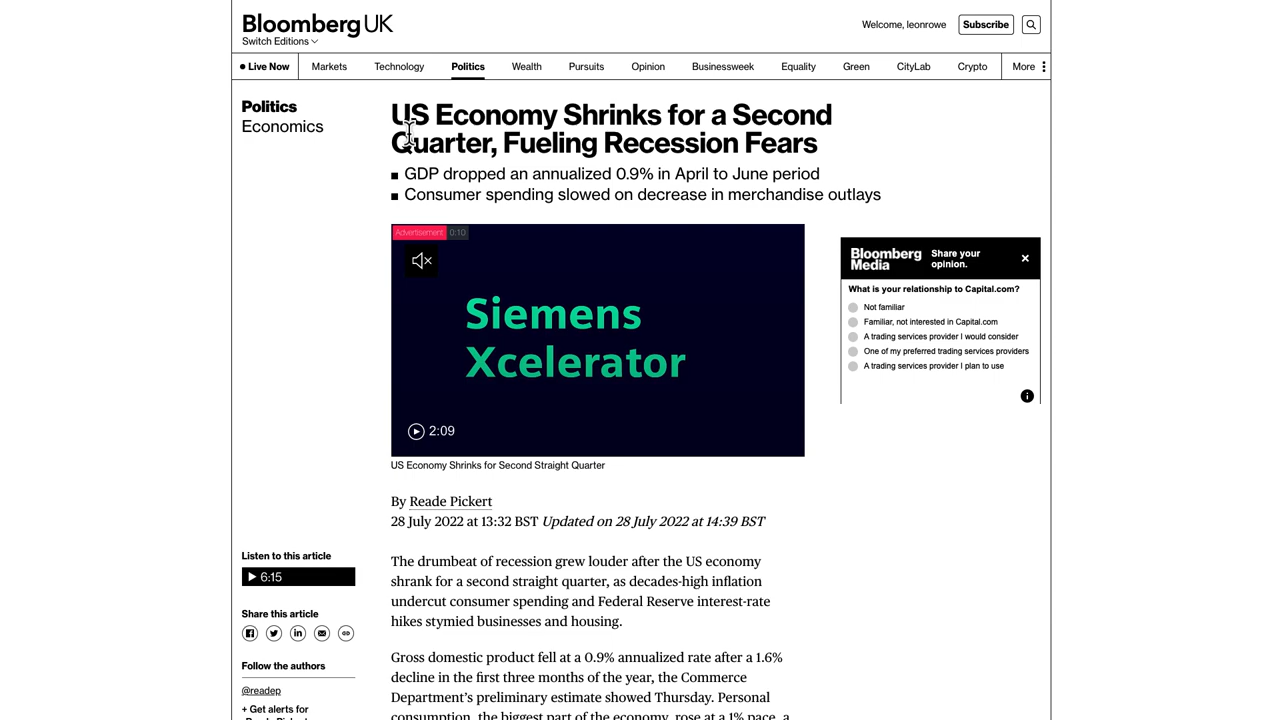 Bloomberg UK
Switch Editions
Welcome, leonrowe
Subscribe
Live Now
Markets
Technology
Politics
Wealth
Pursuits
Opinion
Businessweek
Equality
Green
CityLab
Crypto
More
Politics
Economics
US Economy Shrinks for a Second
Quarter, Fueling Recession Fears
GDP dropped an annualized 0.9% in April to June period
Consumer spending slowed on decrease in merchandise outlays
Advertisement 0:10
Siemens
Xcelerator
2:09
US Economy Shrinks for Second Straight Quarter
Bloomberg
Media
Share your
opinion.
What is your relationship to Capital.com?
Not familiar
Familiar, not interested in Capital.com
A trading services provider I would consider
One of my preferred trading services providers
A trading services provider I plan to use
By Reade Pickert
28 July 2022 at 13:32 BST Updated on 28 July 2022 at 14:39 BST
Listen to this article
6:15
Share this article
Follow the authors
@readep
+ Get alerts for
Reade Pickert
The drumbeat of recession grew louder after the US economy
shrank for a second straight quarter, as decades-high inflation
undercut consumer spending and Federal Reserve interest-rate
hikes stymied businesses and housing.
Gross domestic product fell at a 0.9% annualized rate after a 1.6%
decline in the first three months of the year, the Commerce
Department's preliminary estimate showed Thursday. Personal
consumption, the biggest part of the economy, rose at a 1% pace, a